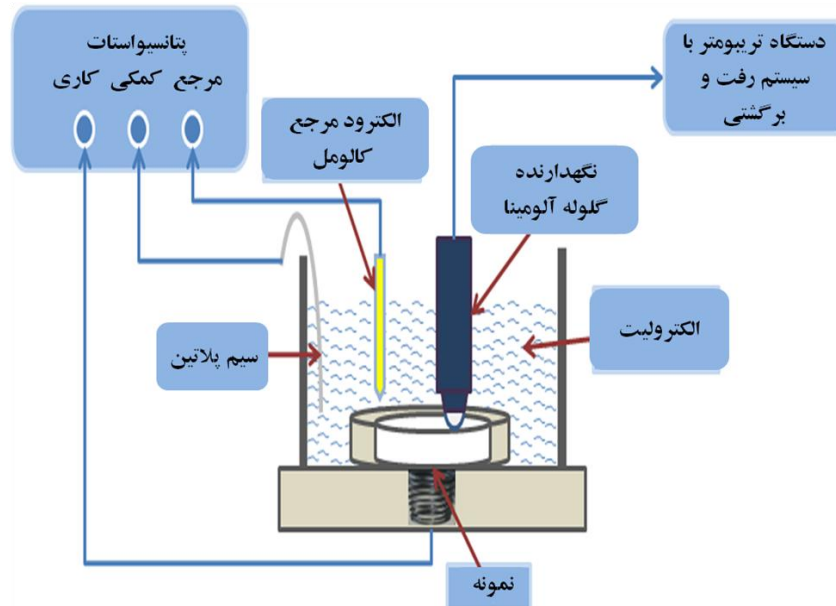 پتانسیواستات
مرجع کمکی کاری
دستگاه تریبومتر با
سیستم رفت و
برگشتی
الکترود مرجع
کالومل
نگهدارنده
گلوله آلومینا
الکترولیت
سیم پلاتین
نمونه